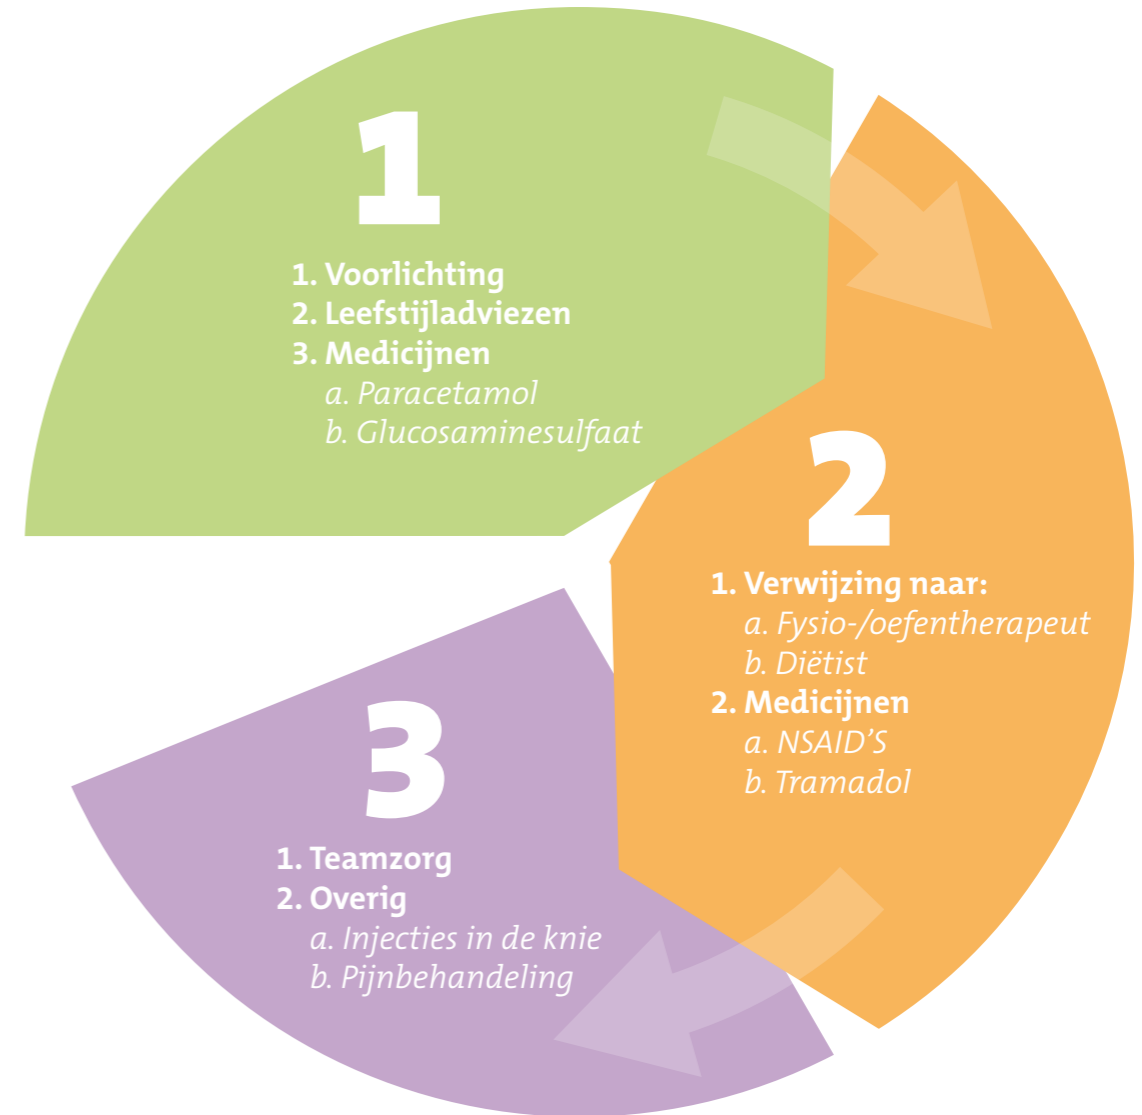 1
1. Voorlichting
2. Leefstijladviezen
3. Medicijnen
a. Paracetamol
b. Glucosaminesulfaat
2
1. Verwijzing naar:
a. Fysio-/oefentherapeut
b. Diëtist
2. Medicijnen
a. NSAID'S
b. Tramadol
3
1. Teamzorg
2. Overig
a. Injecties in de knie
b. Pijnbehandeling